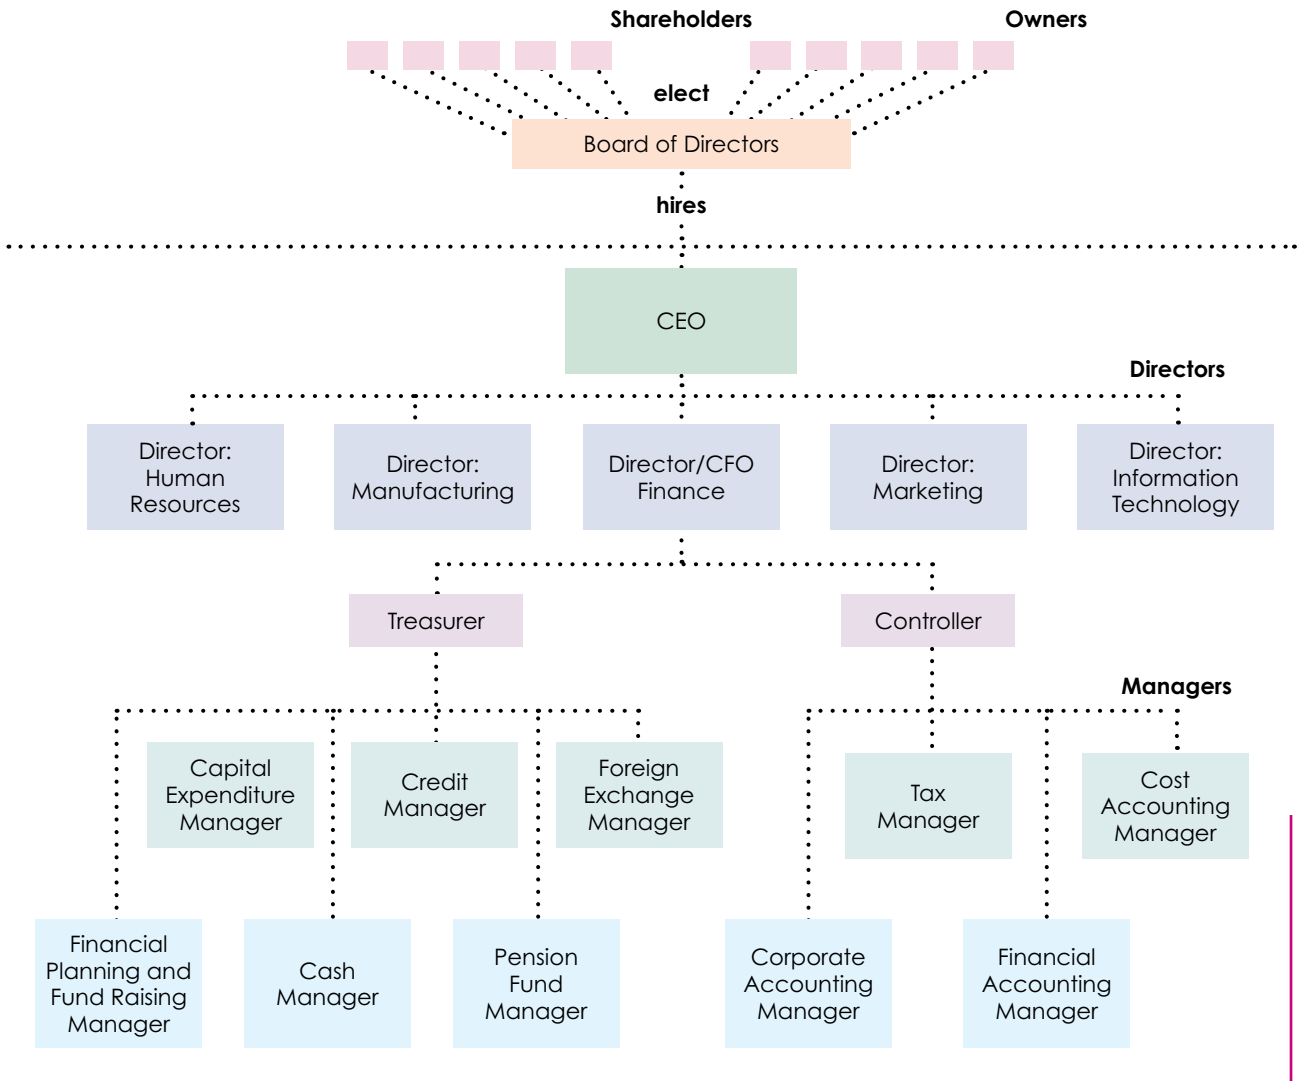 Shareholders
Owners
elect
Board of Directors
hires
CEO
Directors
Director:
Human
Resources
Director:
Manufacturing
Director/CFO
Finance
Director:
Marketing
Director:
Information
Technology
Treasurer
Controller
Managers
Capital
Expenditure
Manager
Credit
Manager
Foreign
Exchange
Manager
Tax
Manager
Cost
Accounting
Manager
Financial
Planning and
Fund Raising
Manager
Cash
Manager
Pension
Fund
Manager
Corporate
Accounting
Manager
Financial
Accounting
Manager